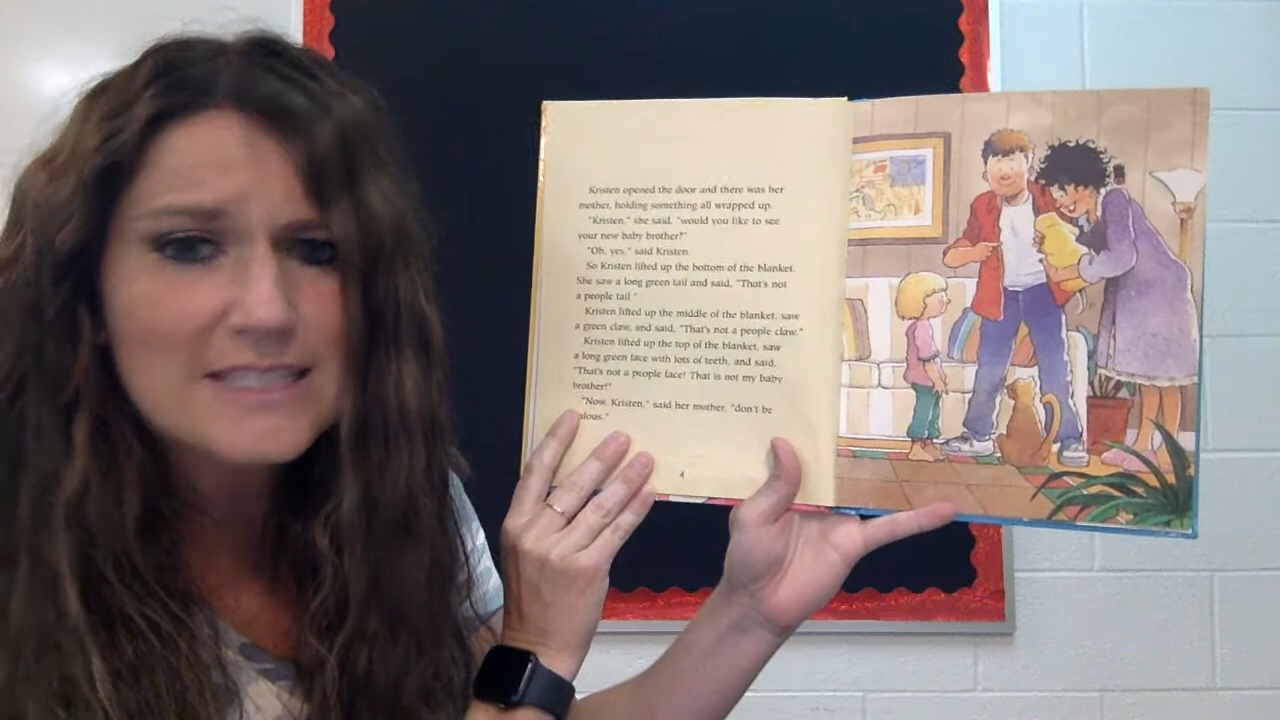 Kristen opened the door and there was her
mother, holding something all wrapped up.
"Kristen," she said, "would you like to see
your new baby brother?"
"Oh, yes," said Kristen.
So Kristen lifted up the bottom of the blanket.
She saw a long green tail and said, "That's not
a people tail."
Kristen lifted up the middle of the blanket, saw
a green claw, and said, "That's not a people claw."
Kristen lifted up the top of the blanket, saw
a long green face with lots of teeth, and said,
"That's not a people face! That is not my baby
brother!"
"Now, Kristen," said her mother, "don't be
alous."
4